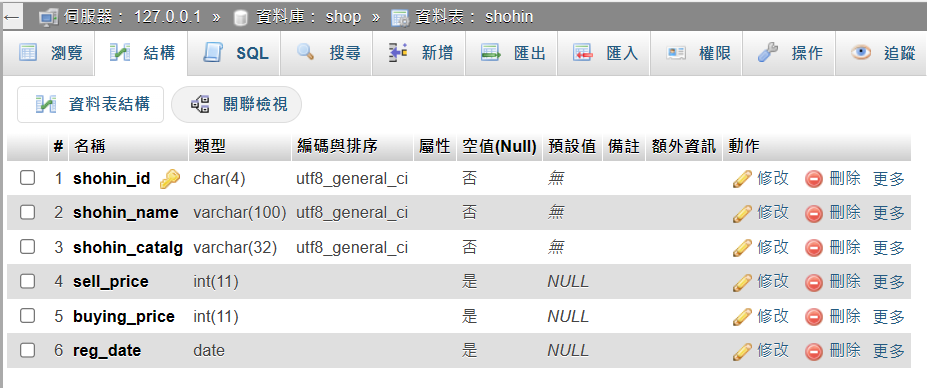 伺服器： 127.0.0.1 » 資料庫： shop » 資料表： shohin
瀏覽 結構 SQL 搜尋 新增 匯出 匯入 權限 操作 追蹤
資料表結構 關聯檢視
# 名稱 類型 編碼與排序 屬性 空值(Null) 預設值 備註 額外資訊 動作
1 shohin_id char(4) utf8_general_ci 否 無 修改 刪除 更多
2 shohin_name varchar(100) utf8_general_ci 否 無 修改 刪除 更多
3 shohin_catalg varchar(32) utf8_general_ci 否 無 修改 刪除 更多
4 sell_price int(11) 是 NULL 修改 刪除 更多
5 buying_price int(11) 是 NULL 修改 刪除 更多
6 reg_date date 是 NULL 修改 刪除 更多